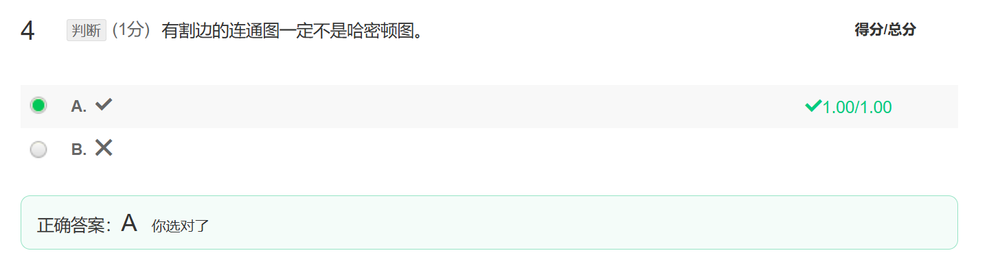 4 判断 (1分) 有割边的连通图一定不是哈密顿图。 得分/总分
A. ✓ ✓1.00/1.00
B. ✕
正确答案：A 你选对了